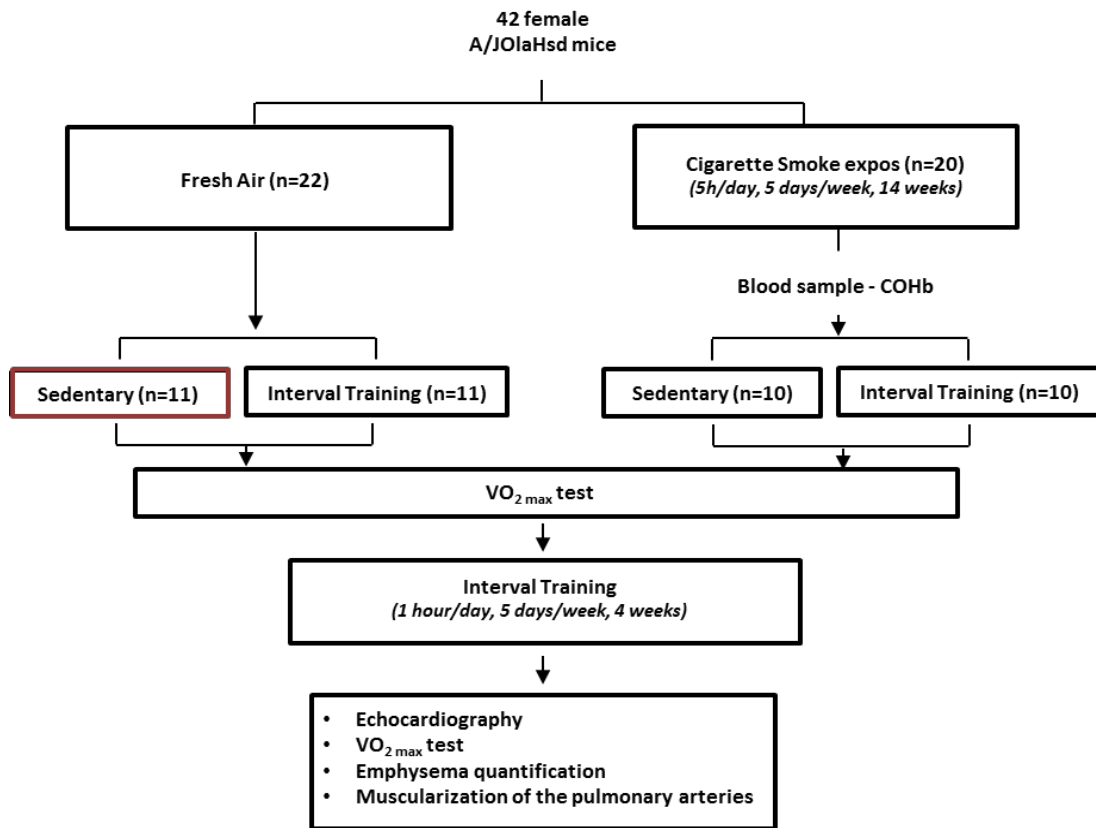 42 female
A/JOlaHsd mice
Fresh Air (n=22)
Cigarette Smoke expos (n=20)
(5h/day, 5 days/week, 14 weeks)
Blood sample - COHb
Sedentary (n=11)
Interval Training (n=11)
Sedentary (n=10)
Interval Training (n=10)
VO2 max test
Interval Training
(1 hour/day, 5 days/week, 4 weeks)
• Echocardiography
• VO2 max test
• Emphysema quantification
• Muscularization of the pulmonary arteries